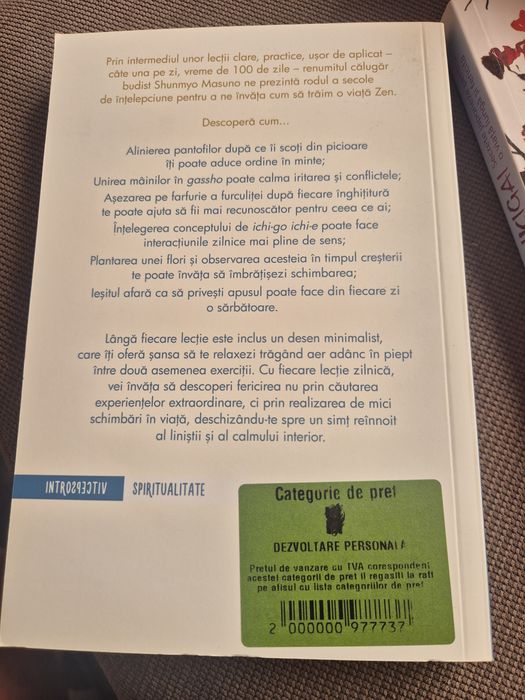 Prin intermediul unor lecții clare, practice, ușor de aplicat –
câte una pe zi, vreme de 100 de zile – renumitul călugăr
budist Shunmyo Masuno ne prezintă rodul a secole
de înțelepciune pentru a ne învăța cum să trăim o viață Zen.
Descoperă cum...
Alinierea pantofilor după ce îi scoți din picioare
îți poate aduce ordine în minte;
Unirea mâinilor în gassho poate calma iritarea și conflictele;
Așezarea pe farfurie a furculiței după fiecare înghițitură
te poate ajuta să fii mai recunoscător pentru ceea ce ai;
Înțelegerea conceptului de ichi-go ichi-e poate face
interacțiunile zilnice mai pline de sens;
Plantarea unei flori și observarea acesteia în timpul creșterii
te poate învăța să îmbrățișezi schimbarea;
Ieșitul afară ca să privești apusul poate face din fiecare zi
o sărbătoare.
Lângă fiecare lecție este inclus un desen minimalist,
care îți oferă șansa să te relaxezi trăgând aer adânc în piept
între două asemenea exerciții. Cu fiecare lecție zilnică,
vei învăța să descoperi fericirea nu prin căutarea
experiențelor extraordinare, ci prin realizarea de mici
schimbări în viață, deschizându-te spre un simț reînnoit
al liniștii și al calmului interior.
INTROSPECTIV SPIRITUALITATE
Categorie de pret
DEZVOLTARE PERSONALA
Pretul de vanzare cu TVA corespondent
acestei categorii de pret il regasiti la raft
pe afisul cu lista categoriilor de pret
2 000000 977737
IKIGAI